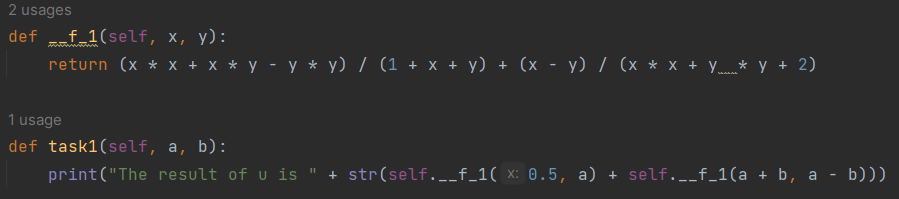 2 usages
def __f_1(self, x, y):
return (x * x + x * y - y * y) / (1 + x + y) + (x - y) / (x * x + y  * y + 2)
1 usage
def task1(self, a, b):
print("The result of u is " + str(self.__f_1( x: 0.5, a) + self.__f_1(a + b, a - b)))